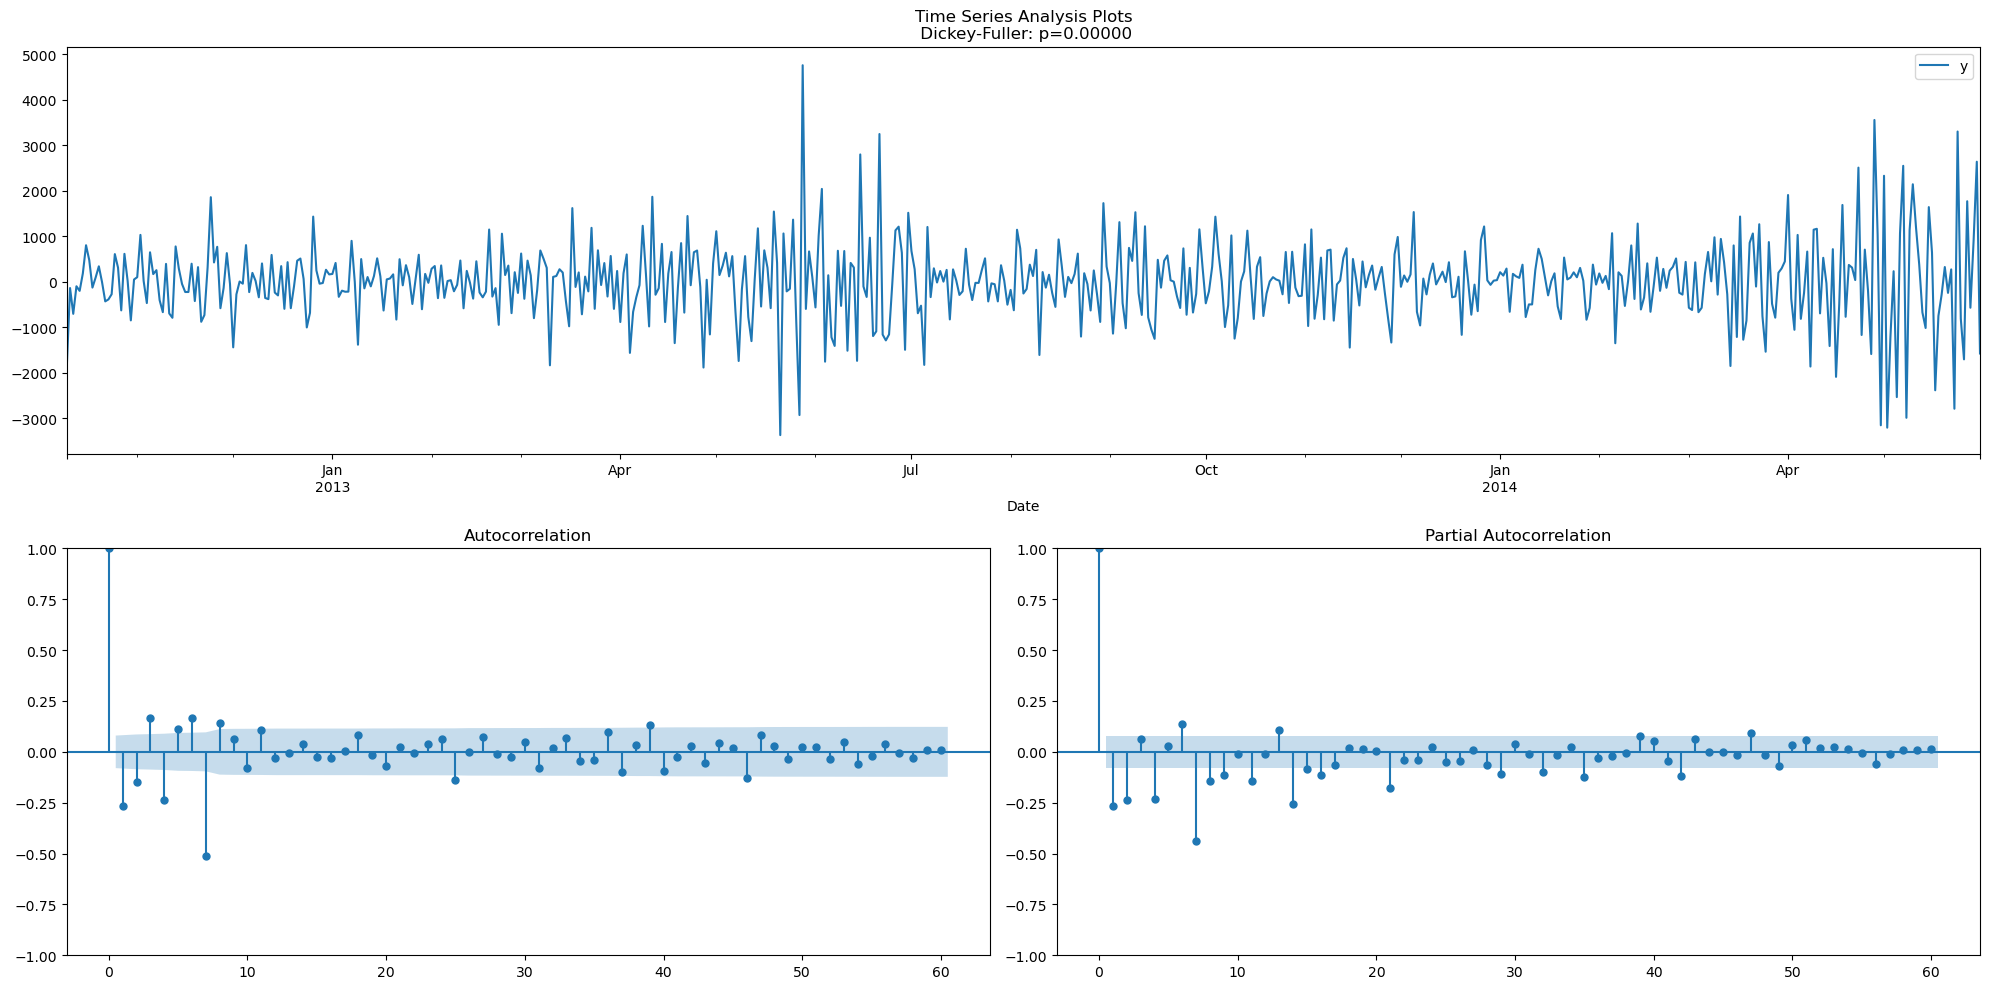 Time Series Analysis Plots
Dickey-Fuller: p=0.00000
5000
4000
3000
2000
1000
0
−1000
−2000
−3000
y
Jan
2013
Apr
Jul
Oct
Jan
2014
Apr
Date
Autocorrelation
1.00
0.75
0.50
0.25
0.00
−0.25
−0.50
−0.75
−1.00
0 10 20 30 40 50 60
Partial Autocorrelation
1.00
0.75
0.50
0.25
0.00
−0.25
−0.50
−0.75
−1.00
0 10 20 30 40 50 60